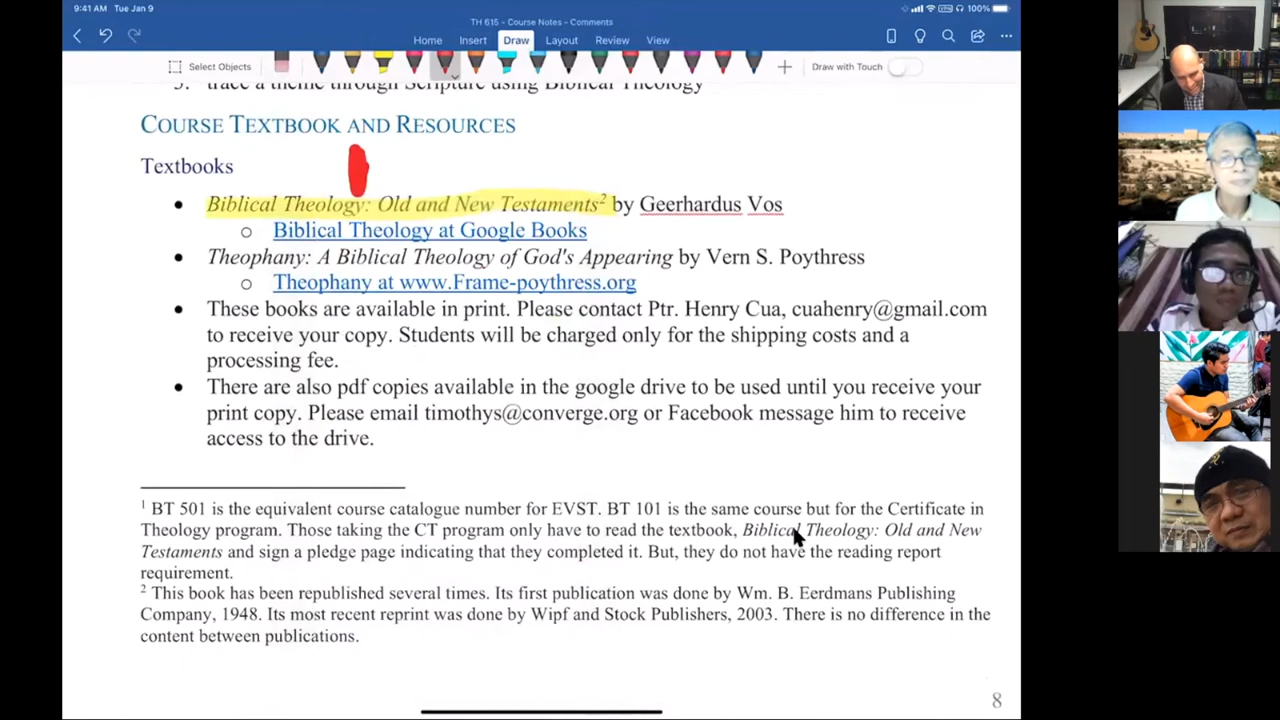 9:41 AM Tue Jan 9
100%
TH 615 - Course Notes - Comments
Home Insert Draw Layout Review View
Select Objects
Draw with Touch
3. trace a theme through Scripture using Biblical Theology
COURSE TEXTBOOK AND RESOURCES
Textbooks
• Biblical Theology: Old and New Testaments2 by Geerhardus Vos
o Biblical Theology at Google Books
• Theophany: A Biblical Theology of God's Appearing by Vern S. Poythress
o Theophany at www.Frame-poythress.org
• These books are available in print. Please contact Ptr. Henry Cua, cuahenry@gmail.com
to receive your copy. Students will be charged only for the shipping costs and a
processing fee.
• There are also pdf copies available in the google drive to be used until you receive your
print copy. Please email timothys@converge.org or Facebook message him to receive
access to the drive.
1 BT 501 is the equivalent course catalogue number for EVST. BT 101 is the same course but for the Certificate in
Theology program. Those taking the CT program only have to read the textbook, Biblical Theology: Old and New
Testaments and sign a pledge page indicating that they completed it. But, they do not have the reading report
requirement.
2 This book has been republished several times. Its first publication was done by Wm. B. Eerdmans Publishing
Company, 1948. Its most recent reprint was done by Wipf and Stock Publishers, 2003. There is no difference in the
content between publications.
8